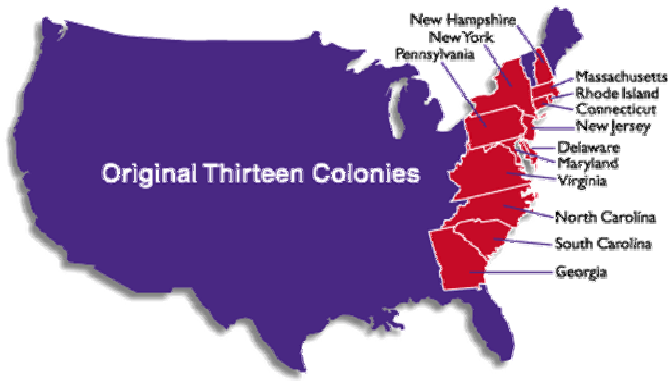 New Hampshire
New York
Pennsylvania
Massachusetts
Rhode Island
Connecticut
New Jersey
Delaware
Maryland
Virginia
North Carolina
South Carolina
Georgia
Original Thirteen Colonies